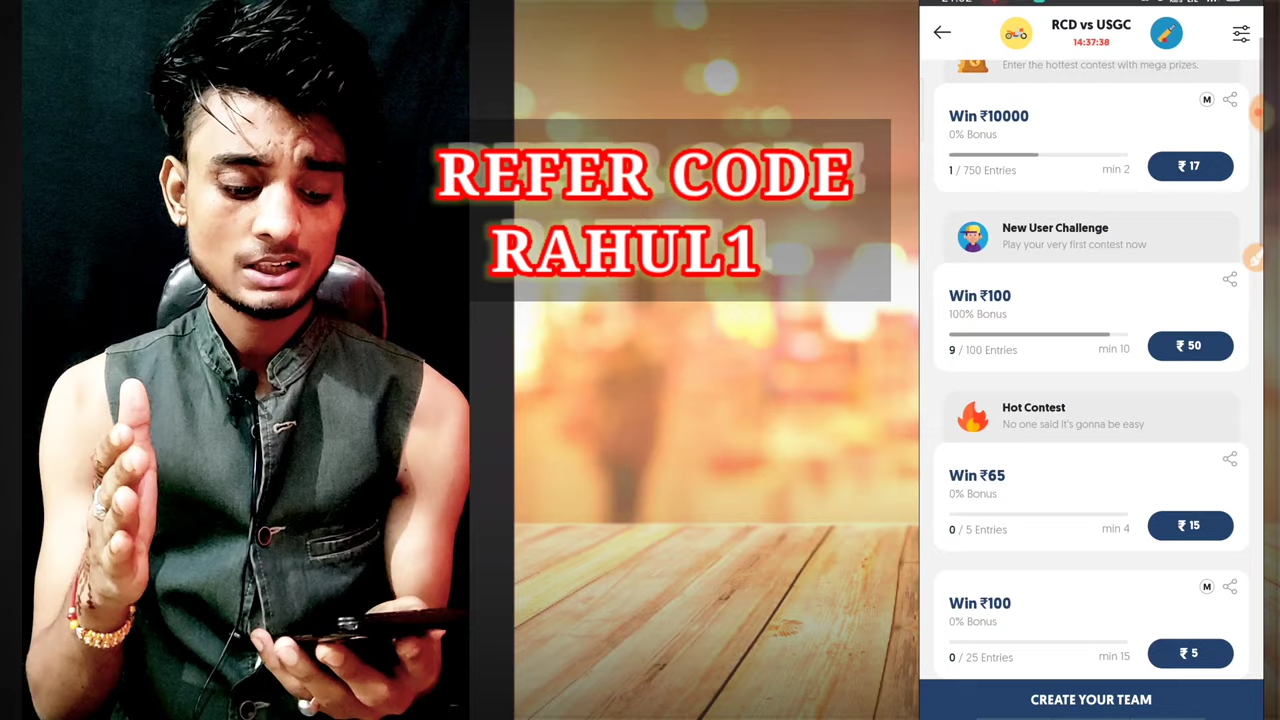 REFER CODE
RAHUL1
RCD vs USGC
14:37:38
Enter the hottest contest with mega prizes.
M
Win ₹10000
0% Bonus
1 / 750 Entries
min 2
₹ 17
New User Challenge
Play your very first contest now
Win ₹100
100% Bonus
9 / 100 Entries
min 10
₹ 50
Hot Contest
No one said it's gonna be easy
Win ₹65
0% Bonus
0 / 5 Entries
min 4
₹ 15
M
Win ₹100
0% Bonus
0 / 25 Entries
min 15
₹ 5
CREATE YOUR TEAM